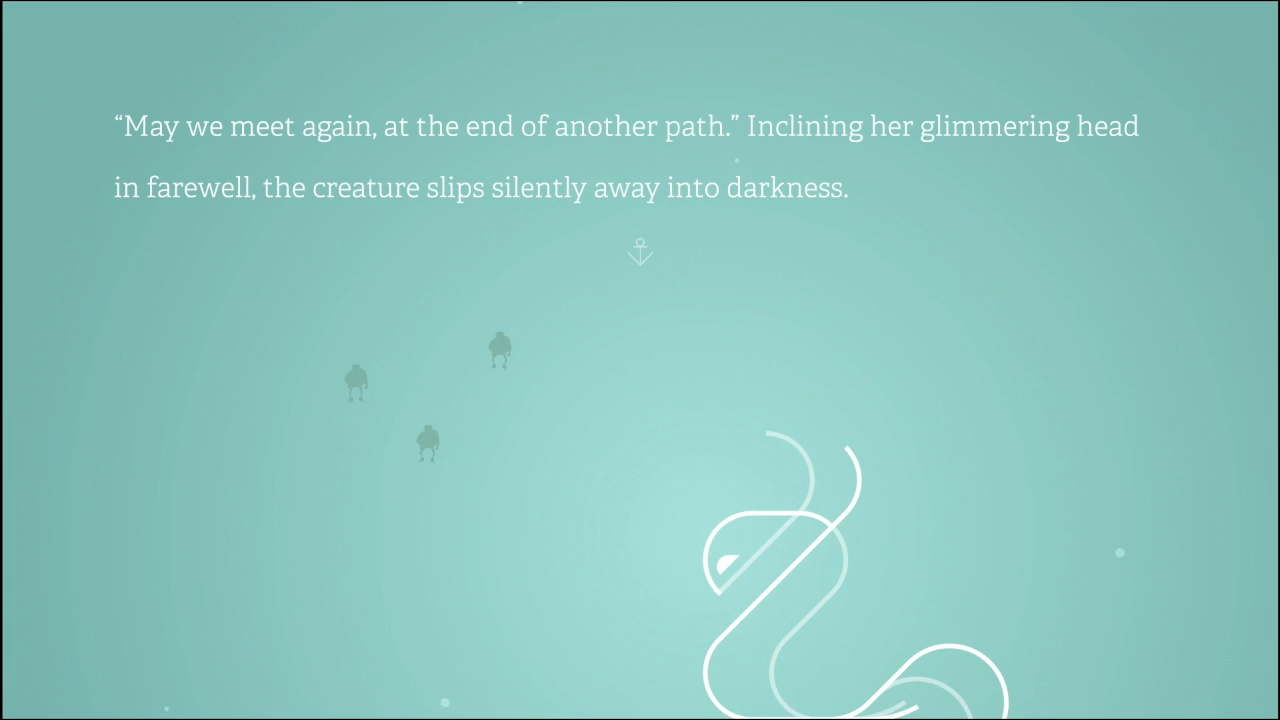 “May we meet again, at the end of another path.” Inclining her glimmering head
in farewell, the creature slips silently away into darkness.